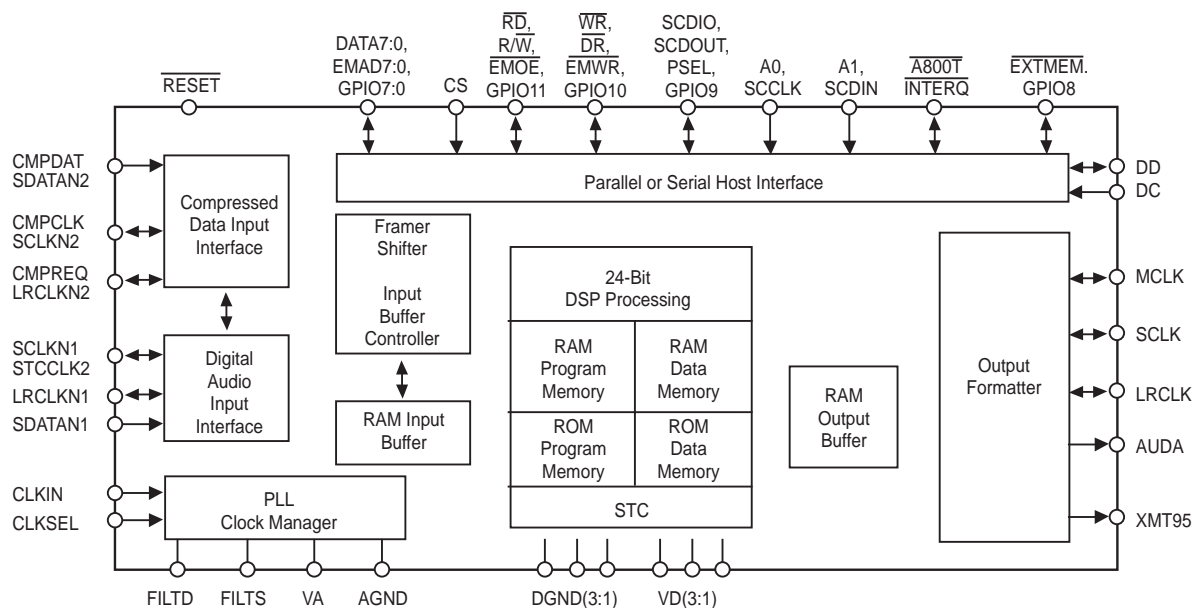 RD,
WR,
SCDIO,
DATA7:0,
R/W,
DR,
SCDOUT,
EMAD7:0,
EMOE,
EMWR,
PSEL,
A0,
A1,
A800T
EXTMEM.
RESET
GPIO7:0
CS
GPIO11
GPIO10
GPIO9
SCCLK
SCDIN
INTERQ
GPIO8
CMPDAT
SDATAN2
CMPCLK
SCLKN2
CMPREQ
LRCLKN2
SCLKN1
STCCLK2
LRCLKN1
SDATAN1
CLKIN
CLKSEL
Compressed
Data Input
Interface
Digital
Audio
Input
Interface
PLL
Clock Manager
Parallel or Serial Host Interface
Framer
Shifter
Input
Buffer
Controller
RAM Input
Buffer
24-Bit
DSP Processing
RAM
Program
Memory
RAM
Data
Memory
ROM
Program
Memory
ROM
Data
Memory
STC
RAM
Output
Buffer
Output
Formatter
DD
DC
MCLK
SCLK
LRCLK
AUDA
XMT95
FILTD
FILTS
VA
AGND
DGND(3:1)
VD(3:1)